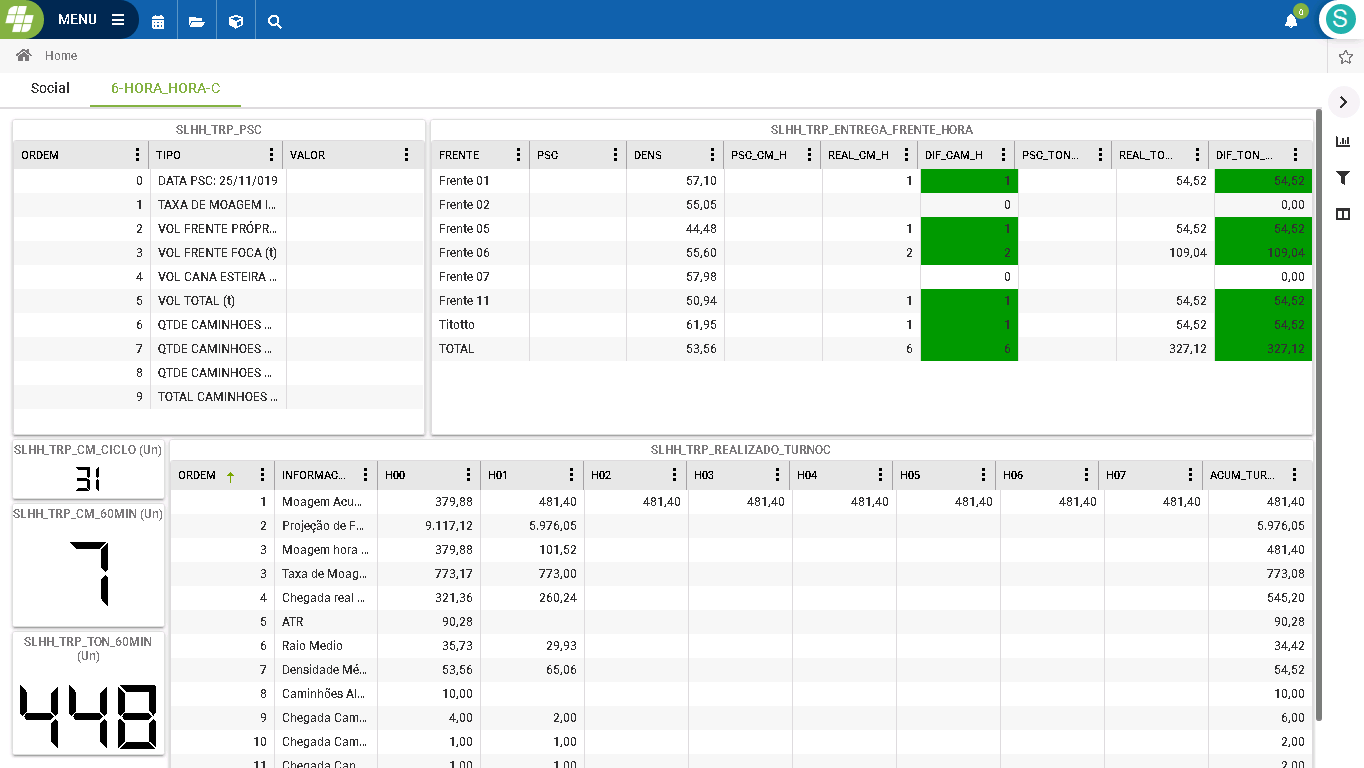 MENU
0
S
Home
Social 6-HORA_HORA-C
SLHH_TRP_PSC
ORDEM TIPO VALOR
0 DATA PSC: 25/11/019
1 TAXA DE MOAGEM I...
2 VOL FRENTE PRÓPR...
3 VOL FRENTE FOCA (t)
4 VOL CANA ESTEIRA ...
5 VOL TOTAL (t)
6 QTDE CAMINHOES ...
7 QTDE CAMINHOES ...
8 QTDE CAMINHOES ...
9 TOTAL CAMINHOES ...
SLHH_TRP_ENTREGA_FRENTE_HORA
FRENTE PSC DENS PSC_CM_H REAL_CM_H DIF_CAM_H PSC_TON... REAL_TO... DIF_TON_...
Frente 01 57,10 1 1 54,52 54,52
Frente 02 55,05 0 0,00
Frente 05 44,48 1 1 54,52 54,52
Frente 06 55,60 2 2 109,04 109,04
Frente 07 57,98 0 0,00
Frente 11 50,94 1 1 54,52 54,52
Titotto 61,95 1 1 54,52 54,52
TOTAL 53,56 6 6 327,12 327,12
SLHH_TRP_CM_CICLO (Un)
31
SLHH_TRP_CM_60MIN (Un)
7
SLHH_TRP_TON_60MIN
(Un)
448
SLHH_TRP_REALIZADO_TURNOC
ORDEM INFORMAC... H00 H01 H02 H03 H04 H05 H06 H07 ACUM_TUR...
1 Moagem Acu... 379,88 481,40 481,40 481,40 481,40 481,40 481,40 481,40 481,40
2 Projeção de F... 9.117,12 5.976,05 5.976,05
3 Moagem hora ... 379,88 101,52 481,40
3 Taxa de Moag... 773,17 773,00 773,08
4 Chegada real ... 321,36 260,24 545,20
5 ATR 90,28 90,28
6 Raio Medio 35,73 29,93 34,42
7 Densidade Mé... 53,56 65,06 54,52
8 Caminhões Al... 10,00 10,00
9 Chegada Cam... 4,00 2,00 6,00
10 Chegada Cam... 1,00 1,00 2,00
11 Chegada Can... 1,00 1,00 2,00